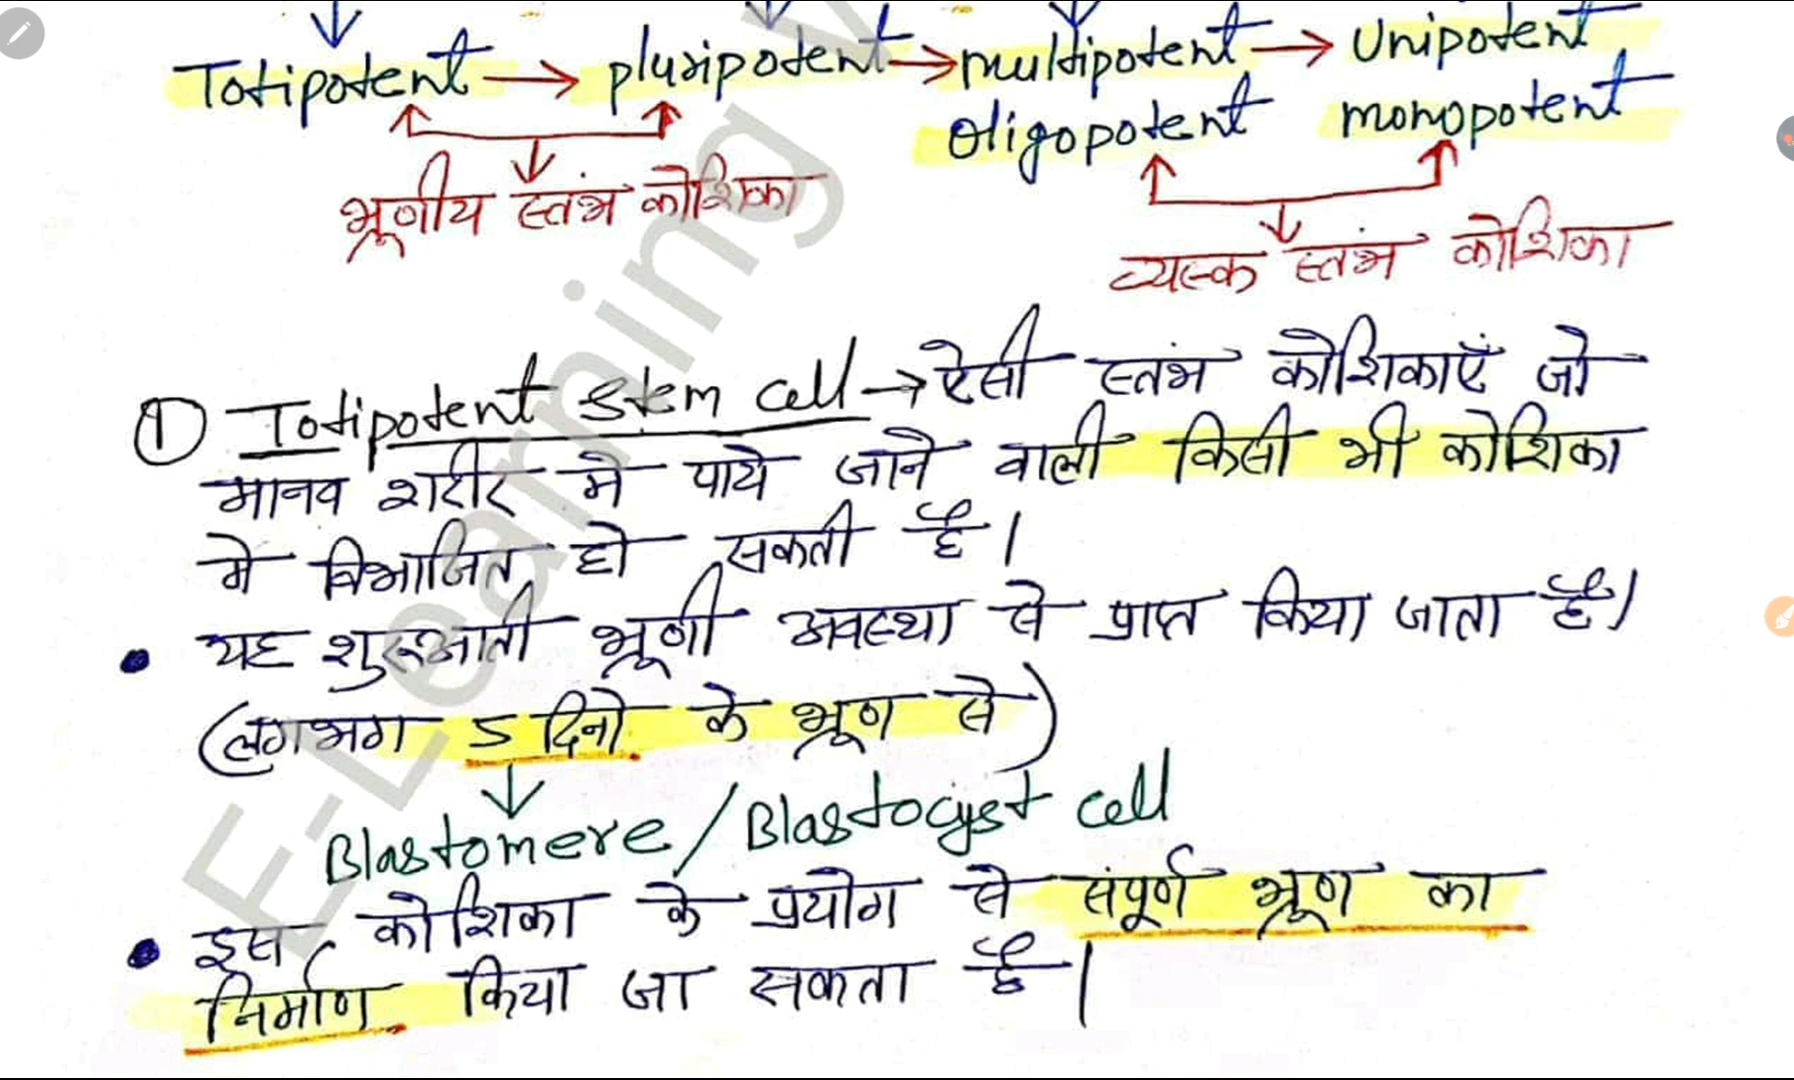 Totipotent → pluripotent → multipotent → Unipotent
oligopotent monopotent
भ्रूणीय स्तंभ कोशिका
व्यस्क स्तंभ कोशिका
① Totipotent stem cell → ऐसी स्तंभ कोशिकाएँ जो
मानव शरीर मे पाये जाने वाली किसी भी कोशिका
मे विभाजित हो सकती है।
• यह शुरुआती भ्रूणी अवस्था से प्राप्त किया जाता है।
(लगभग 5 दिनो के भ्रूण से)
Blastomere / Blastocyst cell
• इस कोशिका के प्रयोग से संपूर्ण भ्रूण का
निर्माण किया जा सकता है।
E-Learning